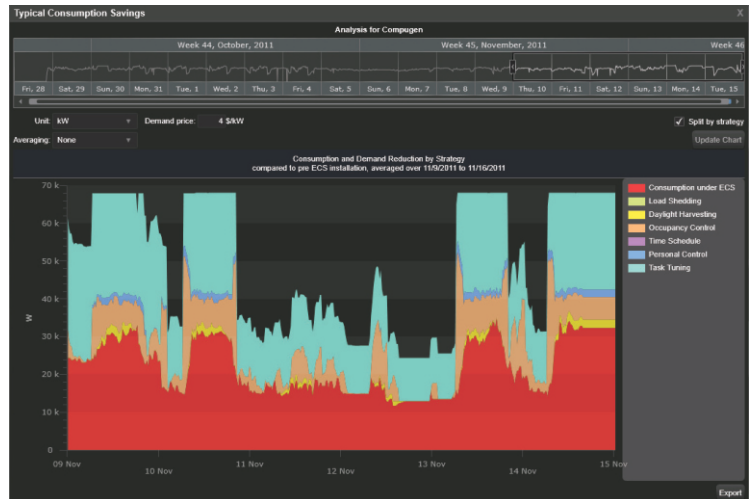 Typical Consumption Savings X
Analysis for Compugen
Week 44, October, 2011 Week 45, November, 2011 Week 46
Fri, 28 Sat, 29 Sun, 30 Mon, 31 Tue, 1 Wed, 2 Thu, 3 Fri, 4 Sat, 5 Sun, 6 Mon, 7 Tue, 8 Wed, 9 Thu, 10 Fri, 11 Sat, 12 Sun, 13 Mon, 14 Tue, 15
Unit: kW Demand price: 4 $/kW Split by strategy
Averaging: None Update Chart
Consumption and Demand Reduction by Strategy
compared to pre ECS installation, averaged over 11/9/2011 to 11/16/2011
70 k
60 k
50 k
40 k
30 k
20 k
10 k
0
W
09 Nov 10 Nov 11 Nov 12 Nov 13 Nov 14 Nov 15 Nov
Consumption under ECS
Load Shedding
Daylight Harvesting
Occupancy Control
Time Schedule
Personal Control
Task Tuning
Export